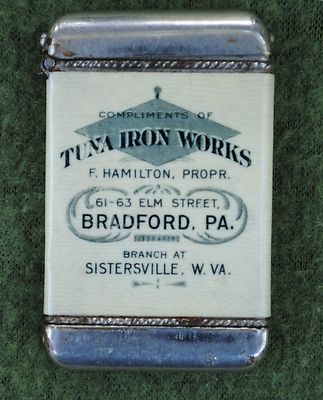 COMPLIMENTS OF
TUNA IRON WORKS
F. HAMILTON, PROPR.
61-63 ELM STREET,
BRADFORD, PA.
BRANCH AT
SISTERSVILLE, W. VA.